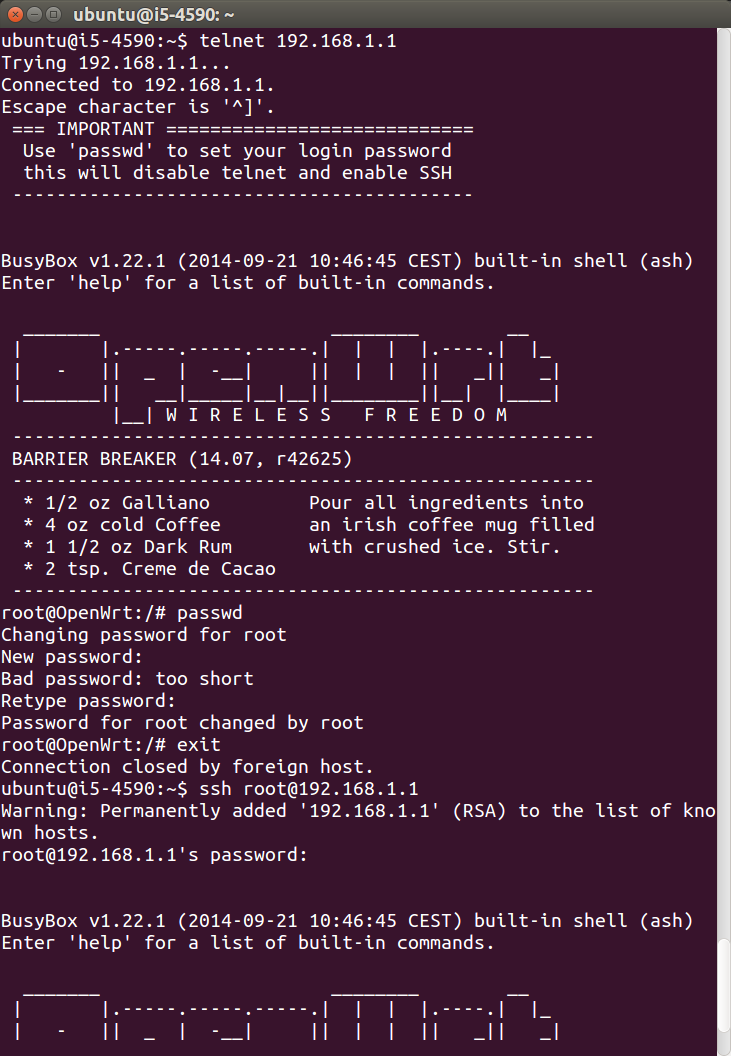 ubuntu@i5-4590: ~
ubuntu@i5-4590:~$ telnet 192.168.1.1
Trying 192.168.1.1...
Connected to 192.168.1.1.
Escape character is '^]'.
 === IMPORTANT ============================
  Use 'passwd' to set your login password
  this will disable telnet and enable SSH
 ------------------------------------------


BusyBox v1.22.1 (2014-09-21 10:46:45 CEST) built-in shell (ash)
Enter 'help' for a list of built-in commands.

  _______                     ________        __
 |       |.-----.-----.-----.|  |  |  |.----.|  |_
 |   -   ||  _  |  -__|     ||  |  |  ||   _||   _|
 |_______||   __|_____|__|__||________||__|  |____|
          |__| W I R E L E S S   F R E E D O M
 -----------------------------------------------------
 BARRIER BREAKER (14.07, r42625)
 -----------------------------------------------------
  * 1/2 oz Galliano         Pour all ingredients into
  * 4 oz cold Coffee        an irish coffee mug filled
  * 1 1/2 oz Dark Rum       with crushed ice. Stir.
  * 2 tsp. Creme de Cacao
 -----------------------------------------------------
root@OpenWrt:/# passwd
Changing password for root
New password:
Bad password: too short
Retype password:
Password for root changed by root
root@OpenWrt:/# exit
Connection closed by foreign host.
ubuntu@i5-4590:~$ ssh root@192.168.1.1
Warning: Permanently added '192.168.1.1' (RSA) to the list of kno
wn hosts.
root@192.168.1.1's password:


BusyBox v1.22.1 (2014-09-21 10:46:45 CEST) built-in shell (ash)
Enter 'help' for a list of built-in commands.

  _______                     ________        __
 |       |.-----.-----.-----.|  |  |  |.----.|  |_
 |   -   ||  _  |  -__|     ||  |  |  ||   _||   _|